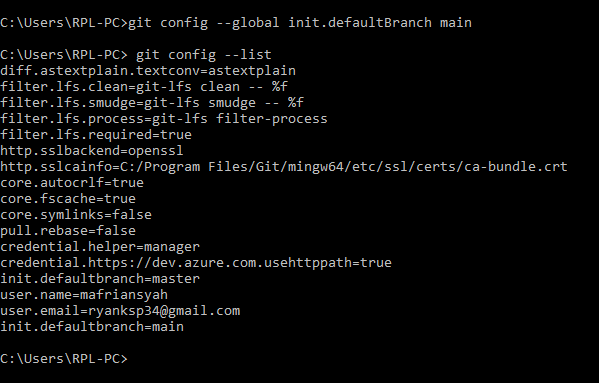 C:\Users\RPL-PC>git config --global init.defaultBranch main
C:\Users\RPL-PC> git config --list
diff.astextplain.textconv=astextplain
filter.lfs.clean=git-lfs clean -- %f
filter.lfs.smudge=git-lfs smudge -- %f
filter.lfs.process=git-lfs filter-process
filter.lfs.required=true
http.sslbackend=openssl
http.sslcainfo=C:/Program Files/Git/mingw64/etc/ssl/certs/ca-bundle.crt
core.autocrlf=true
core.fscache=true
core.symlinks=false
pull.rebase=false
credential.helper=manager
credential.https://dev.azure.com.usehttppath=true
init.defaultbranch=master
user.name=mafriansyah
user.email=ryanksp34@gmail.com
init.defaultbranch=main
C:\Users\RPL-PC>